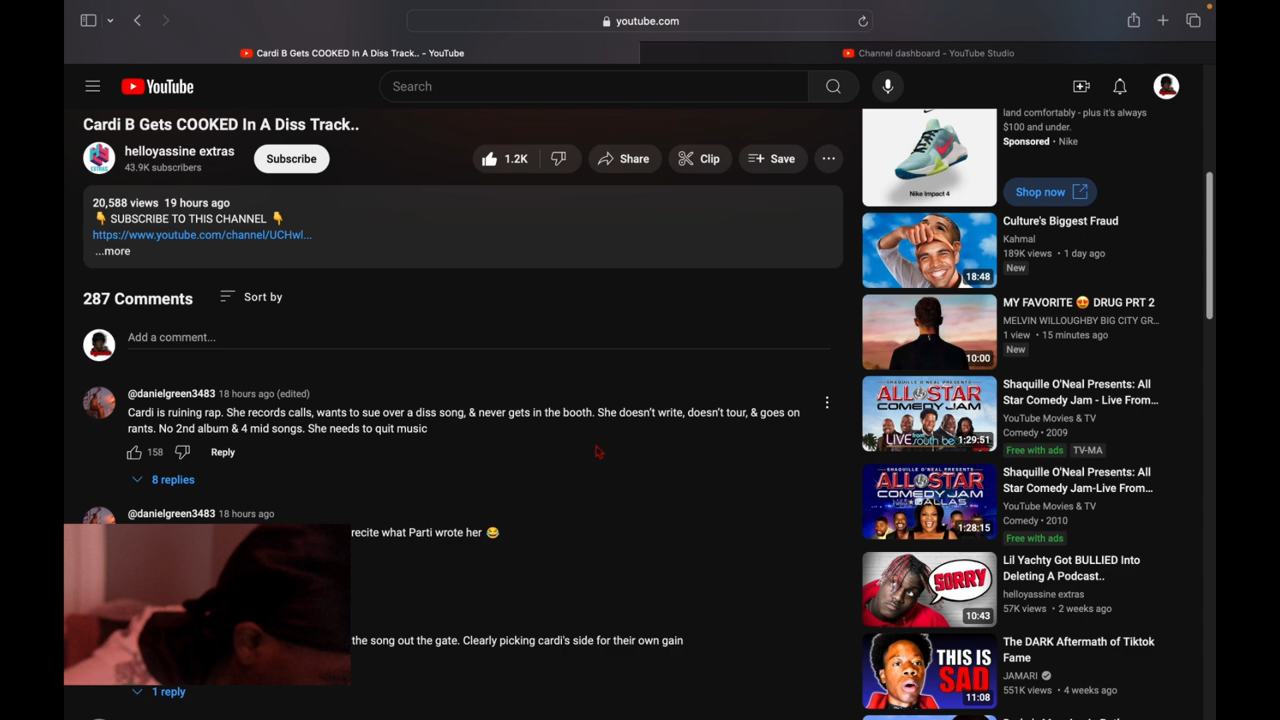 youtube.com
Cardi B Gets COOKED In A Diss Track.. - YouTube
Channel dashboard - YouTube Studio
YouTube
Search
Cardi B Gets COOKED In A Diss Track..
helloyassine extras
43.9K subscribers
Subscribe
1.2K
Share
Clip
Save
20,588 views 19 hours ago
👇 SUBSCRIBE TO THIS CHANNEL 👇
https://www.youtube.com/channel/UCHwl...
...more
287 Comments
Sort by
Add a comment...
@danielgreen3483 18 hours ago (edited)
Cardi is ruining rap. She records calls, wants to sue over a diss song, & never gets in the booth. She doesn't write, doesn't tour, & goes on
rants. No 2nd album & 4 mid songs. She needs to quit music
158
Reply
8 replies
@danielgreen3483 18 hours ago
recite what Parti wrote her 😂
the song out the gate. Clearly picking cardi's side for their own gain
1 reply
land comfortably - plus it's always
$100 and under.
Sponsored • Nike
Nike Impact 4
Shop now
Culture's Biggest Fraud
Kahmal
189K views • 1 day ago
New
18:48
MY FAVORITE 😍 DRUG PRT 2
MELVIN WILLOUGHBY BIG CITY GR...
1 view • 15 minutes ago
New
10:00
Shaquille O'Neal Presents: All
Star Comedy Jam - Live From...
YouTube Movies & TV
Comedy • 2009
Free with ads
TV-MA
ALL STAR
COMEDY JAM
1:29:51
Shaquille O'Neal Presents: All
Star Comedy Jam-Live From...
YouTube Movies & TV
Comedy • 2010
Free with ads
ALL STAR
COMEDY JAM
1:28:15
Lil Yachty Got BULLIED Into
Deleting A Podcast..
helloyassine extras
57K views • 2 weeks ago
SORRY
10:43
The DARK Aftermath of Tiktok
Fame
JAMARI
551K views • 4 weeks ago
THIS IS
SAD
11:08